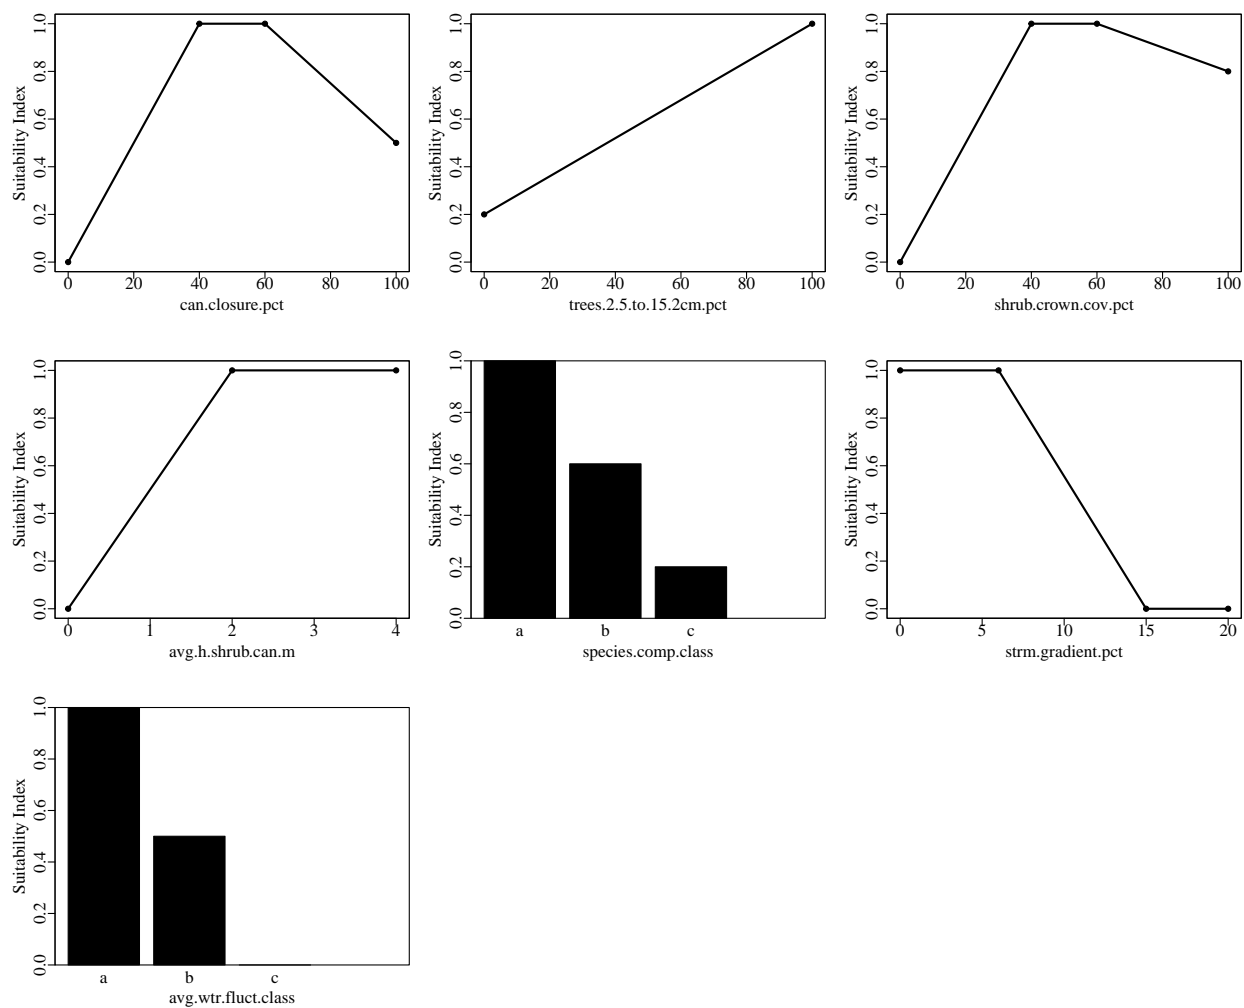 Suitability Index
0.0 0.2 0.4 0.6 0.8 1.0
0 20 40 60 80 100
can.closure.pct
Suitability Index
0.0 0.2 0.4 0.6 0.8 1.0
0 20 40 60 80 100
trees.2.5.to.15.2cm.pct
Suitability Index
0.0 0.2 0.4 0.6 0.8 1.0
0 20 40 60 80 100
shrub.crown.cov.pct
Suitability Index
0.0 0.2 0.4 0.6 0.8 1.0
0 1 2 3 4
avg.h.shrub.can.m
Suitability Index
0.0 0.2 0.4 0.6 0.8 1.0
a b c
species.comp.class
Suitability Index
0.0 0.2 0.4 0.6 0.8 1.0
0 5 10 15 20
strm.gradient.pct
Suitability Index
0.0 0.2 0.4 0.6 0.8 1.0
a b c
avg.wtr.fluct.class